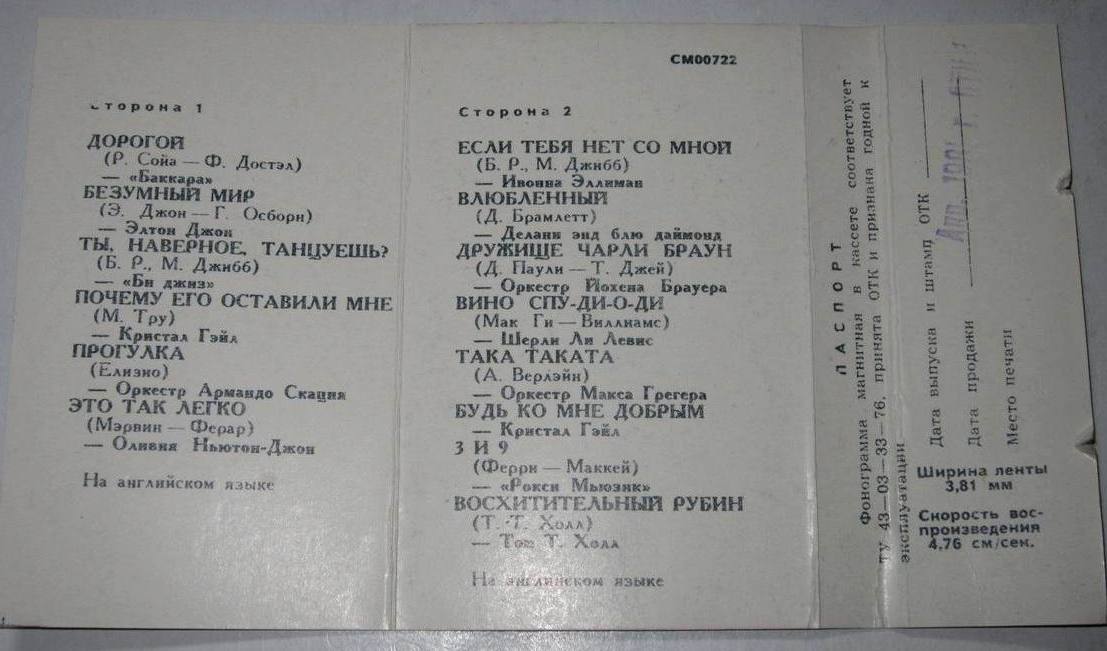 Сторона 1
ДОРОГОЙ
(Р. Сойа — Ф. Достэл)
— «Баккара»
БЕЗУМНЫЙ МИР
(Э. Джон — Г. Осборн)
— Элтон Джон
ТЫ, НАВЕРНОЕ, ТАНЦУЕШЬ?
(Б. Р., М. Джибб)
— «Би джиз»
ПОЧЕМУ ЕГО ОСТАВИЛИ МНЕ
(М. Тру)
— Кристал Гэйл
ПРОГУЛКА
(Елизио)
— Оркестр Армандо Скация
ЭТО ТАК ЛЕГКО
(Мэрвин — Ферар)
— Оливия Ньютон-Джон
На английском языке
СМ00722
Сторона 2
ЕСЛИ ТЕБЯ НЕТ СО МНОЙ
(Б. Р., М. Джибб)
— Ивонна Эллиман
ВЛЮБЛЕННЫЙ
(Д. Брамлетт)
— Делани энд блю даймонд
ДРУЖИЩЕ ЧАРЛИ БРАУН
(Д. Паули — Т. Джей)
— Оркестр Йохена Брауера
ВИНО СПУ-ДИ-О-ДИ
(Мак Ги — Виллиамс)
— Шерли Ли Левис
ТАКА ТАКАТА
(А. Верлэйн)
— Оркестр Макса Грегера
БУДЬ КО МНЕ ДОБРЫМ
— Кристал Гэйл
3 И 9
(Ферри — Маккей)
— «Рокси Мьюзик»
ВОСХИТИТЕЛЬНЫЙ РУБИН
(Т. Т. Холл)
— Том Т. Холл
На английском языке
ПАСПОРТ
Фонограмма магнитная в кассете соответствует
ТУ 43—03—33—76, принята ОТК и признана годной к
эксплуатации
Дата выпуска и штамп ОТК
Дата продажи
Место печати
Ширина ленты
3,81 мм
Скорость вос-
произведения
4,76 см/сек.